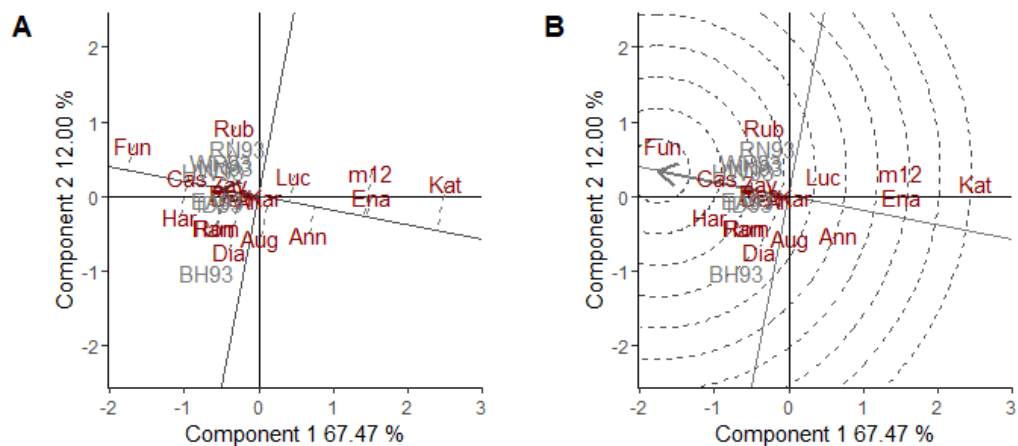 A
Component 2 12.00 %
2
1
0
-1
-2
Fun
Rub
RN93
Cas
Luc
m12
Kat
Ena
Kar
Har
Aug
Ann
Dia
BH93
-2
-1
0
1
2
3
Component 1 67.47 %
B
Component 2 12.00 %
2
1
0
-1
-2
Fun
Rub
RN93
Cas
Luc
m12
Kat
Ena
Kar
Har
Aug
Ann
Dia
BH93
-2
-1
0
1
2
3
Component 1 67.47 %